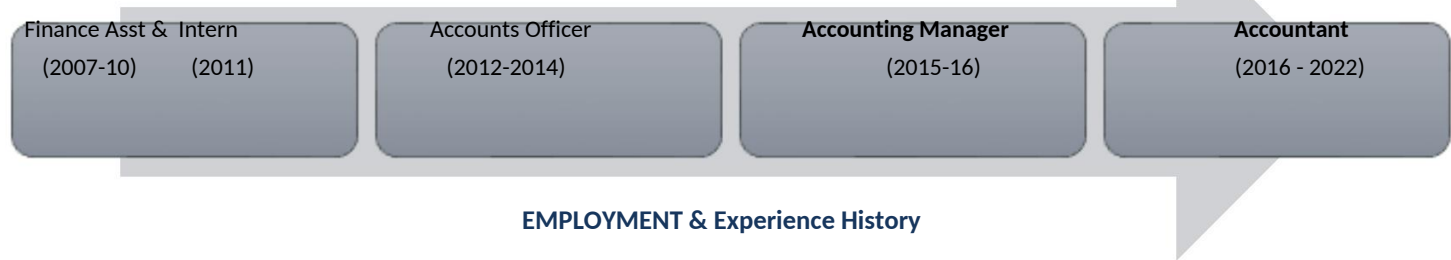 Finance Asst & Intern
(2007-10) (2011)
Accounts Officer
(2012-2014)
Accounting Manager
(2015-16)
Accountant
(2016 - 2022)
EMPLOYMENT & Experience History